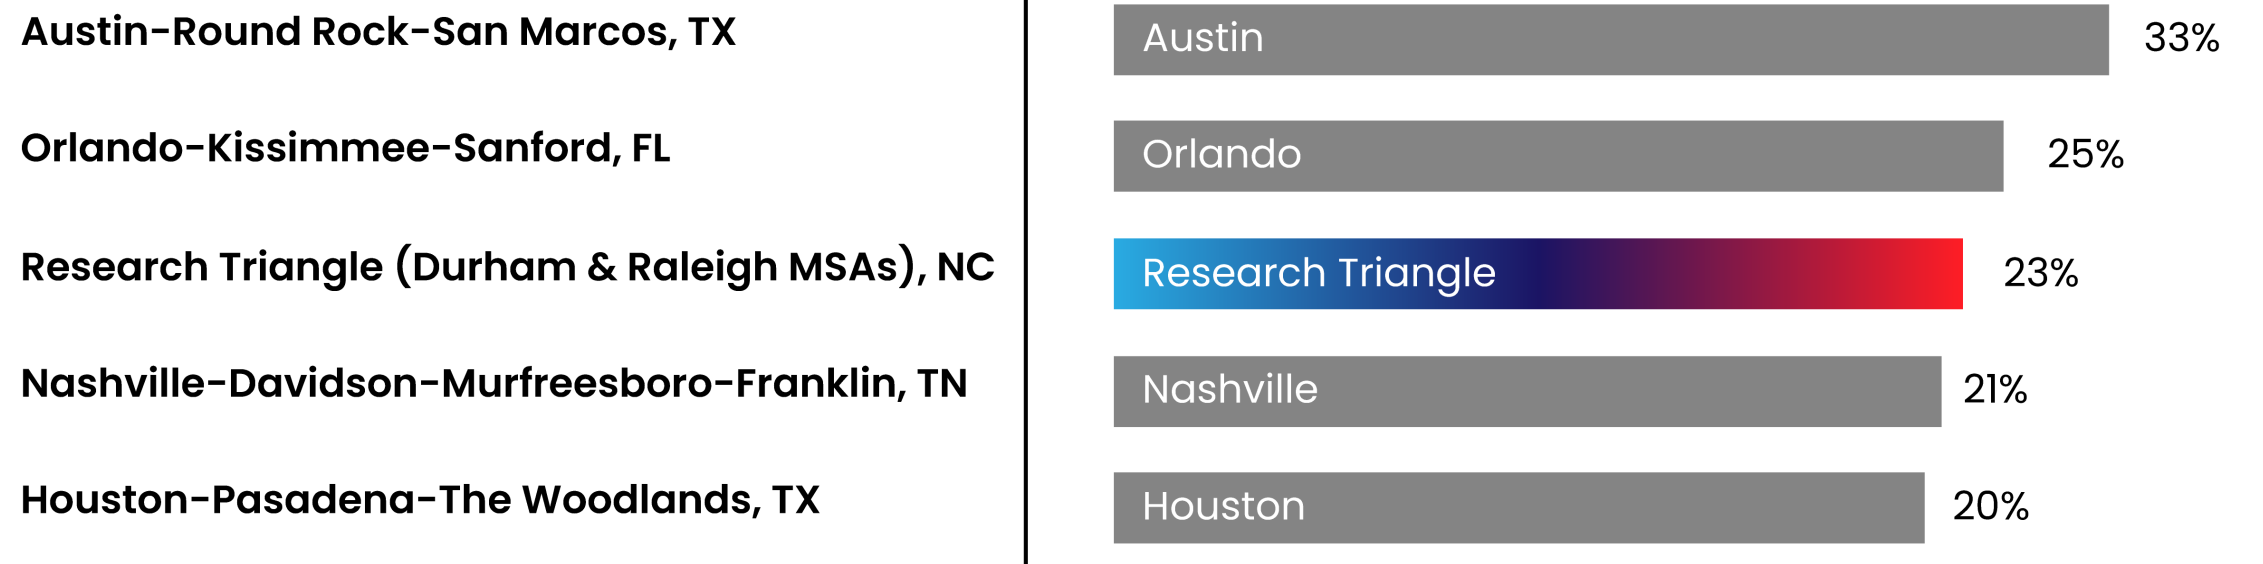 Austin-Round Rock-San Marcos, TX
Austin
33%
Orlando-Kissimmee-Sanford, FL
Orlando
25%
Research Triangle (Durham & Raleigh MSAs), NC
Research Triangle
23%
Nashville-Davidson-Murfreesboro-Franklin, TN
Nashville
21%
Houston-Pasadena-The Woodlands, TX
Houston
20%